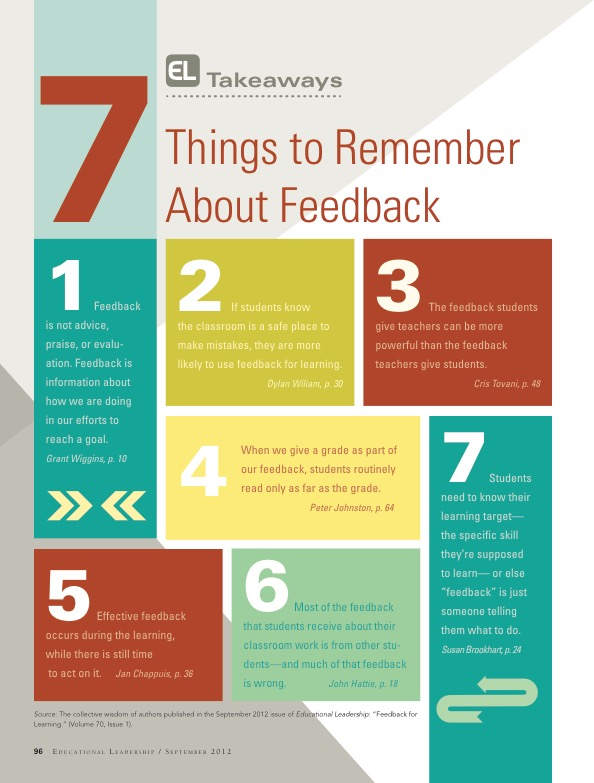 7
EL Takeaways
Things to Remember
About Feedback
1 Feedback
is not advice,
praise, or evalu-
ation. Feedback is
information about
how we are doing
in our efforts to
reach a goal.
Grant Wiggins, p. 10
2 If students know
the classroom is a safe place to
make mistakes, they are more
likely to use feedback for learning.
Dylan Wiliam, p. 30
3 The feedback students
give teachers can be more
powerful than the feedback
teachers give students.
Cris Tovani, p. 48
4 When we give a grade as part of
our feedback, students routinely
read only as far as the grade.
Peter Johnston, p. 64
5 Effective feedback
occurs during the learning,
while there is still time
to act on it. Jan Chappuis, p. 36
6 Most of the feedback
that students receive about their
classroom work is from other stu-
dents—and much of that feedback
is wrong. John Hattie, p. 18
7 Students
need to know their
learning target—
the specific skill
they're supposed
to learn— or else
"feedback" is just
someone telling
them what to do.
Susan Brookhart, p. 24
Source: The collective wisdom of authors published in the September 2012 issue of Educational Leadership: "Feedback for
Learning." (Volume 70, Issue 1).
96 Educational Leadership / September 2012